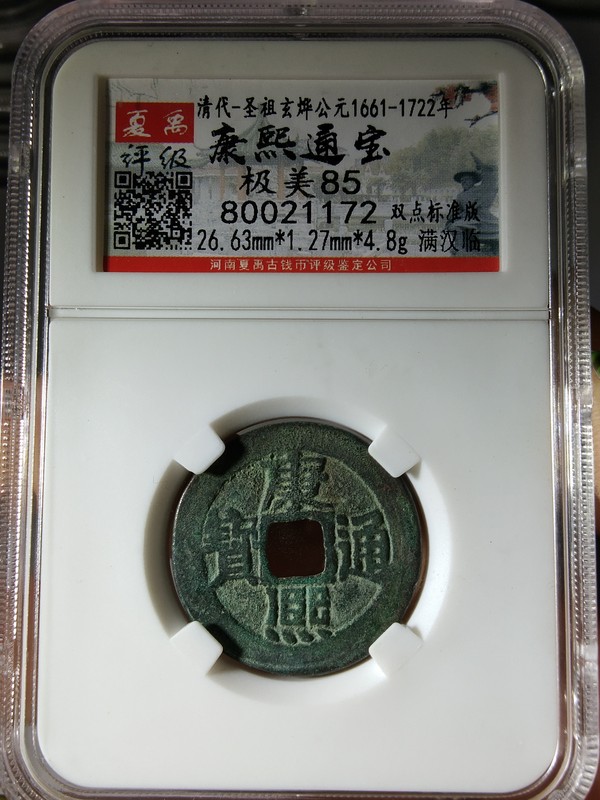 清代-圣祖玄烨公元1661-1722年
夏禹
评级
康熙通宝
极美85
80021172 双点标准版
26.63mm*1.27mm*4.8g 满汉临
河南夏禹古钱币评级鉴定公司
康
通
寳
熙